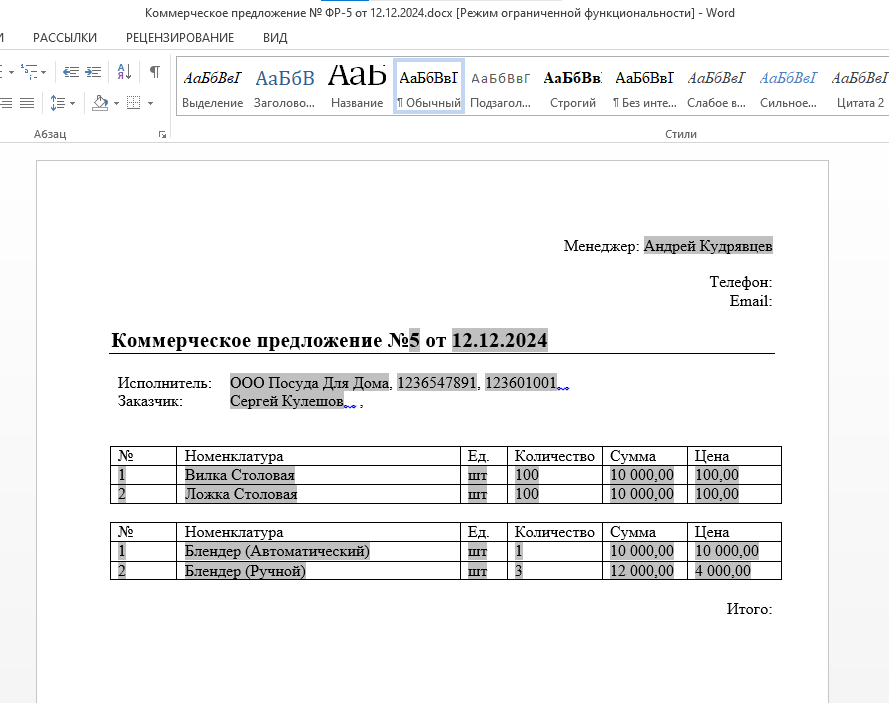 Коммерческое предложение № ФР-5 от 12.12.2024.docx [Режим ограниченной функциональности] - Word
РАССЫЛКИ РЕЦЕНЗИРОВАНИЕ ВИД
АаБбВвГ АаБбВ АаБ АаБбВвГ АаБбВвГ АаБбВв АаБбВвГ АаБбВвГ АаБбВвГ АаБбВвГ
Выделение Заголово... Название ¶ Обычный Подзагол... Строгий ¶ Без инте... Слабое в... Сильное... Цитата 2
Абзац Стили
Менеджер: Андрей Кудрявцев
Телефон:
Email:
Коммерческое предложение №5 от 12.12.2024
Исполнитель: ООО Посуда Для Дома, 1236547891, 123601001,
Заказчик: Сергей Кулешов, ,
№ Номенклатура Ед. Количество Сумма Цена
1 Вилка Столовая шт 100 10 000,00 100,00
2 Ложка Столовая шт 100 10 000,00 100,00
№ Номенклатура Ед. Количество Сумма Цена
1 Блендер (Автоматический) шт 1 10 000,00 10 000,00
2 Блендер (Ручной) шт 3 12 000,00 4 000,00
Итого: